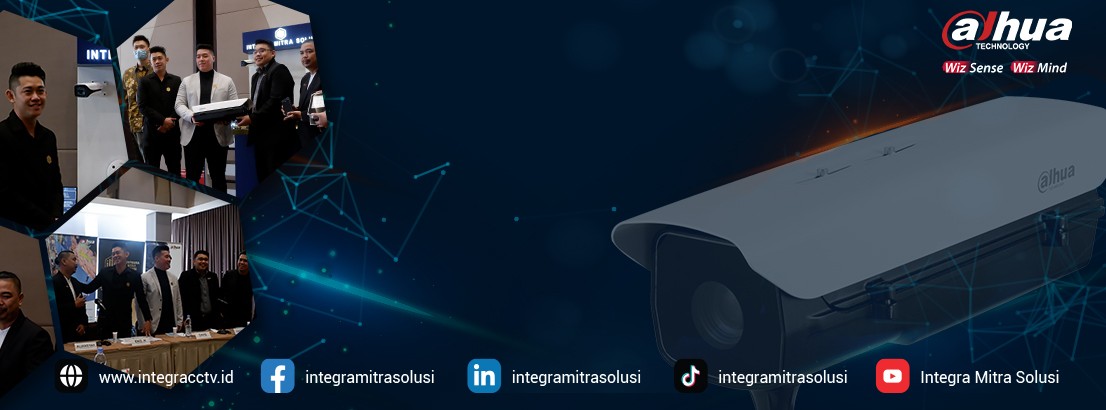 INTE
INTEGRA MITRA SOLUSI
alhua
TECHNOLOGY
Wiz Sense Wiz Mind
alhua
www.integracctv.id
integramitrasolusi
integramitrasolusi
integramitrasolusi
Integra Mitra Solusi